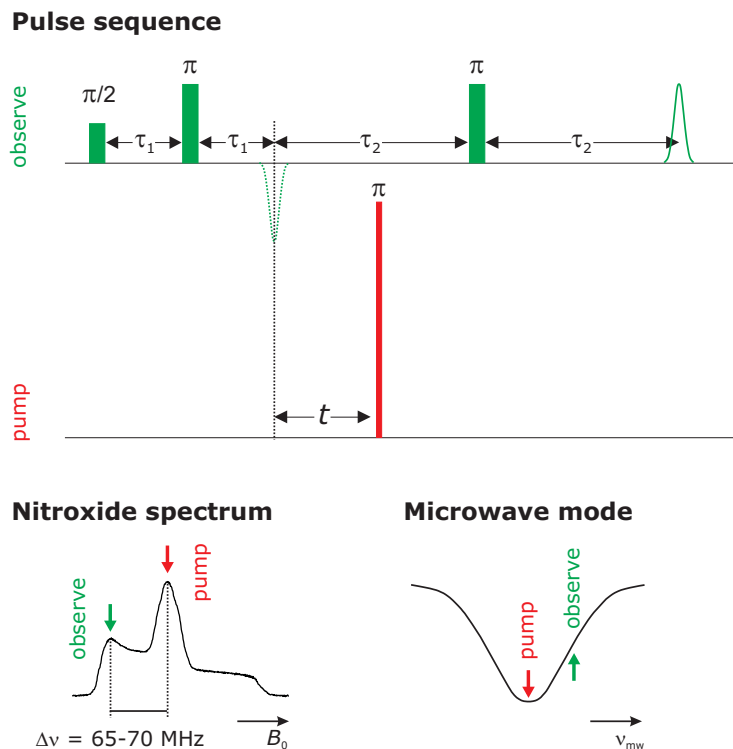 Pulse sequence
observe
π/2
π
π
τ1
τ1
τ2
τ2
π
t
pump
Nitroxide spectrum
observe
pump
Δν = 65-70 MHz
B0
Microwave mode
pump
observe
νmw